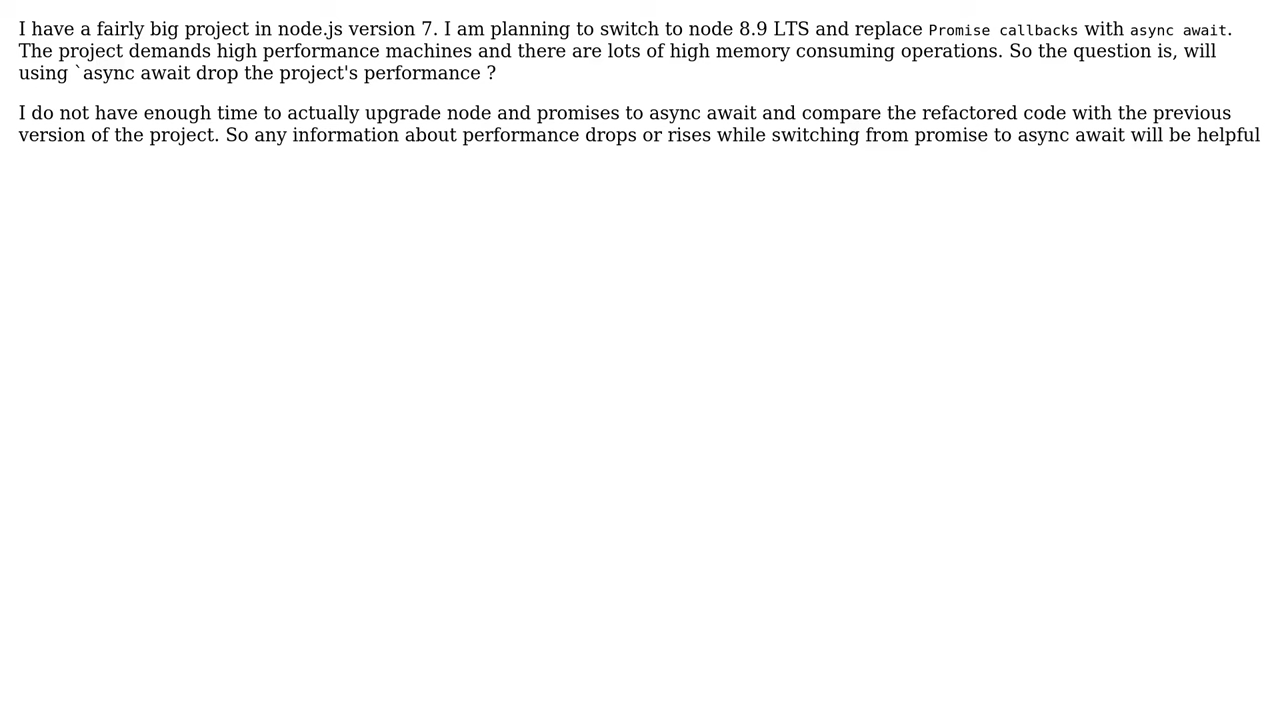 I have a fairly big project in node.js version 7. I am planning to switch to node 8.9 LTS and replace Promise callbacks with async await.
The project demands high performance machines and there are lots of high memory consuming operations. So the question is, will
using `async await drop the project's performance ?
I do not have enough time to actually upgrade node and promises to async await and compare the refactored code with the previous
version of the project. So any information about performance drops or rises while switching from promise to async await will be helpful